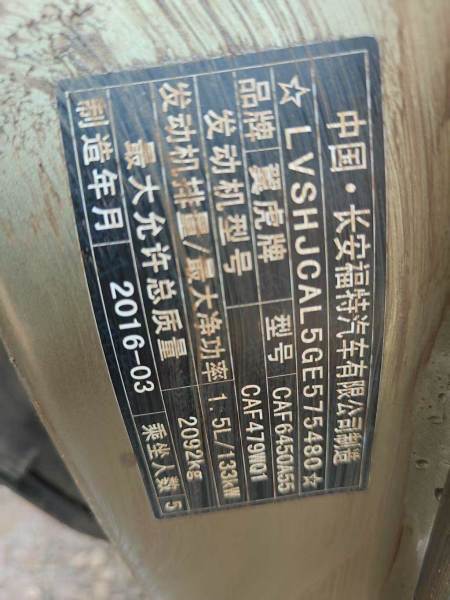 中国·长安福特汽车有限公司制造
☆LVSHJCAL5GE575480☆
品牌 翼虎牌 型号 CAF6450A55
发动机型号 CAF479WQ1
发动机排量/最大净功率 1.5L/133kW
最大允许总质量 2092kg
制造年月 2016-03 乘坐人数 5